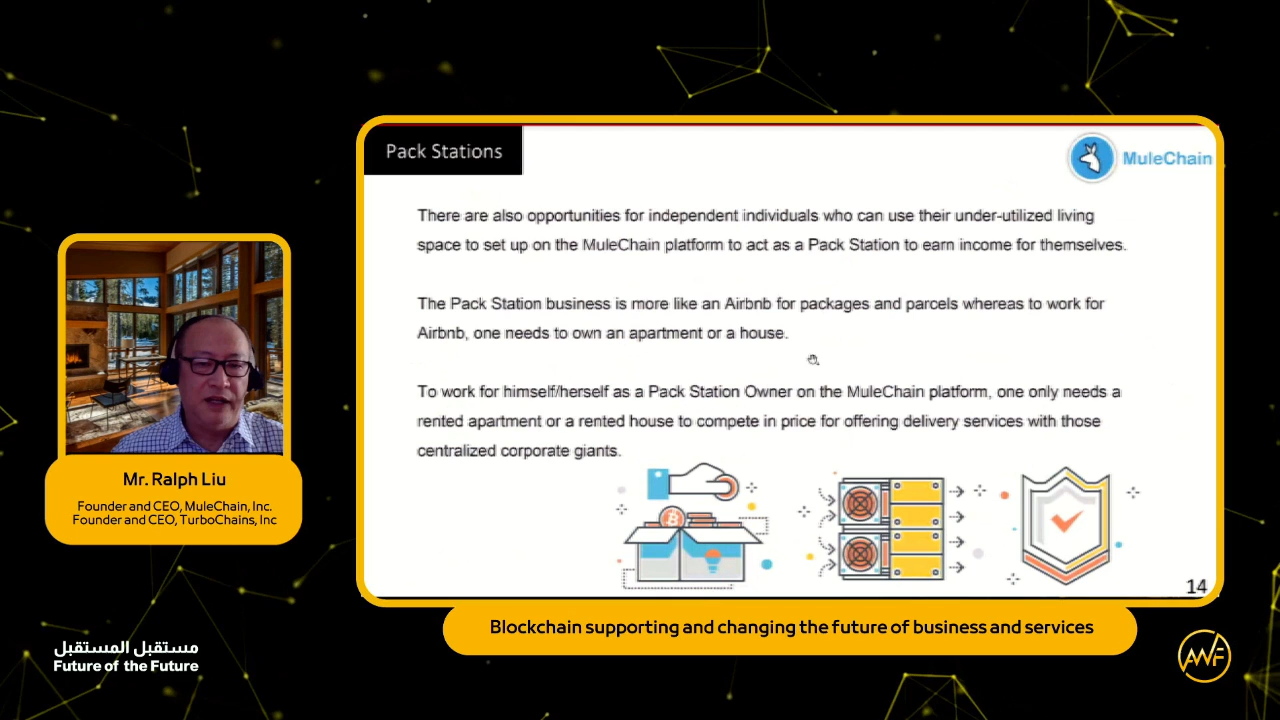 Pack Stations
MuleChain
There are also opportunities for independent individuals who can use their under-utilized living
space to set up on the MuleChain platform to act as a Pack Station to earn income for themselves.
The Pack Station business is more like an Airbnb for packages and parcels whereas to work for
Airbnb, one needs to own an apartment or a house.
To work for himself/herself as a Pack Station Owner on the MuleChain platform, one only needs a
rented apartment or a rented house to compete in price for offering delivery services with those
centralized corporate giants.
14
Mr. Ralph Liu
Founder and CEO, MuleChain, Inc.
Founder and CEO, TurboChains, Inc
Blockchain supporting and changing the future of business and services
مستقبل المستقبل
Future of the Future
AWF